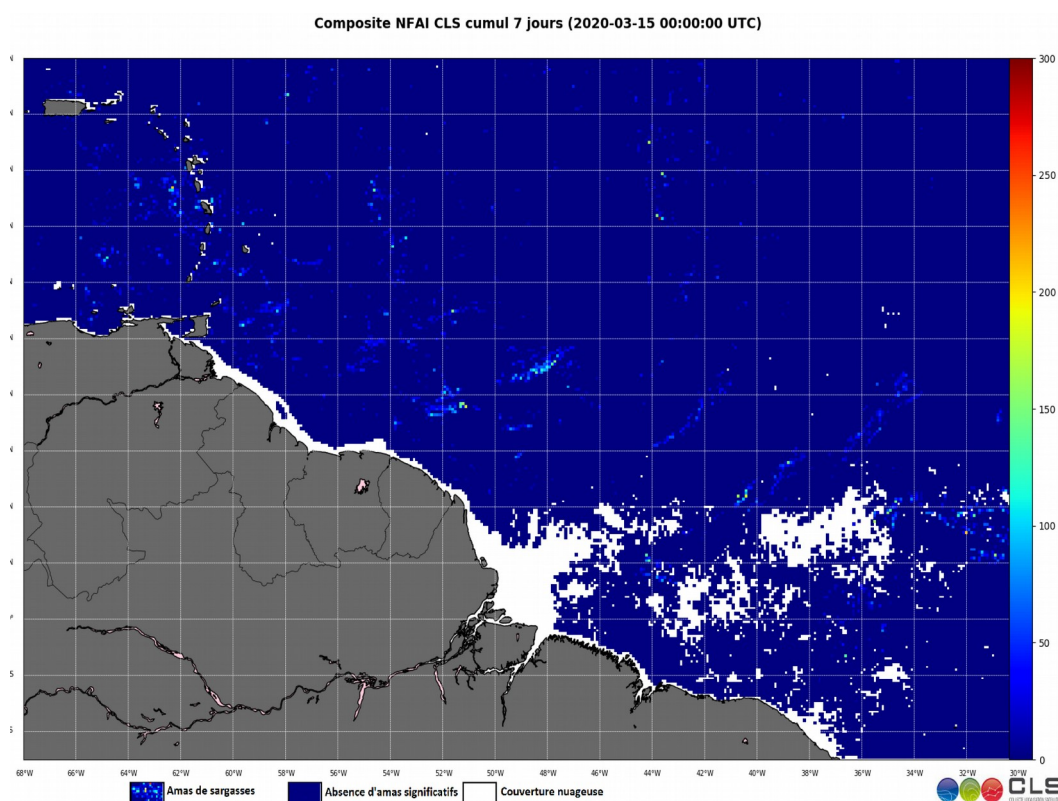 Composite NFAI CLS cumul 7 jours (2020-03-15 00:00:00 UTC)
300
250
200
150
100
50
0
S
68°W 66°W 64°W 62°W 60°W 58°W 56°W 54°W 52°W 50°W 48°W 46°W 44°W 42°W 40°W 38°W 36°W 34°W 32°W 30°W
Amas de sargasses Absence d'amas significatifs Couverture nuageuse
CLS